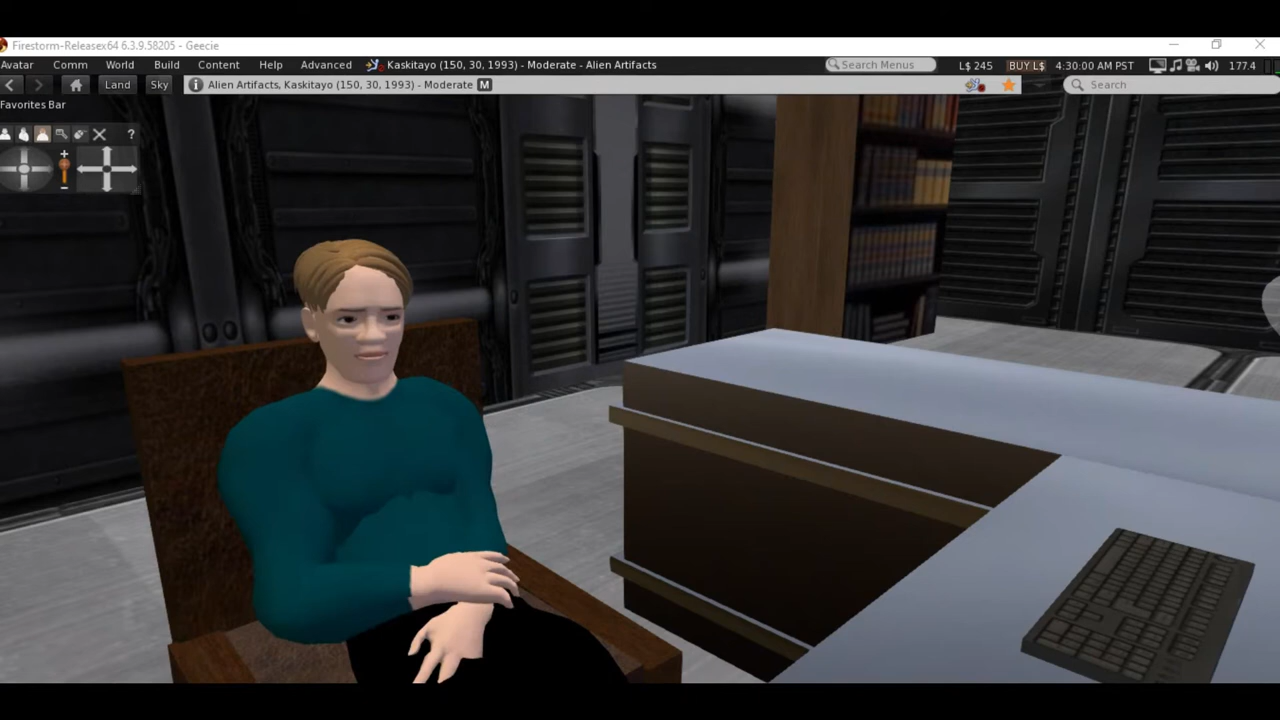 Firestorm-Releasex64 6.3.9.58205 - Geecie
Avatar Comm World Build Content Help Advanced Kaskitayo (150, 30, 1993) - Moderate - Alien Artifacts Search Menus L$ 245 BUY L$ 4:30:00 AM PST 177.4
Land Sky Alien Artifacts, Kaskitayo (150, 30, 1993) - Moderate M Search
Favorites Bar
?